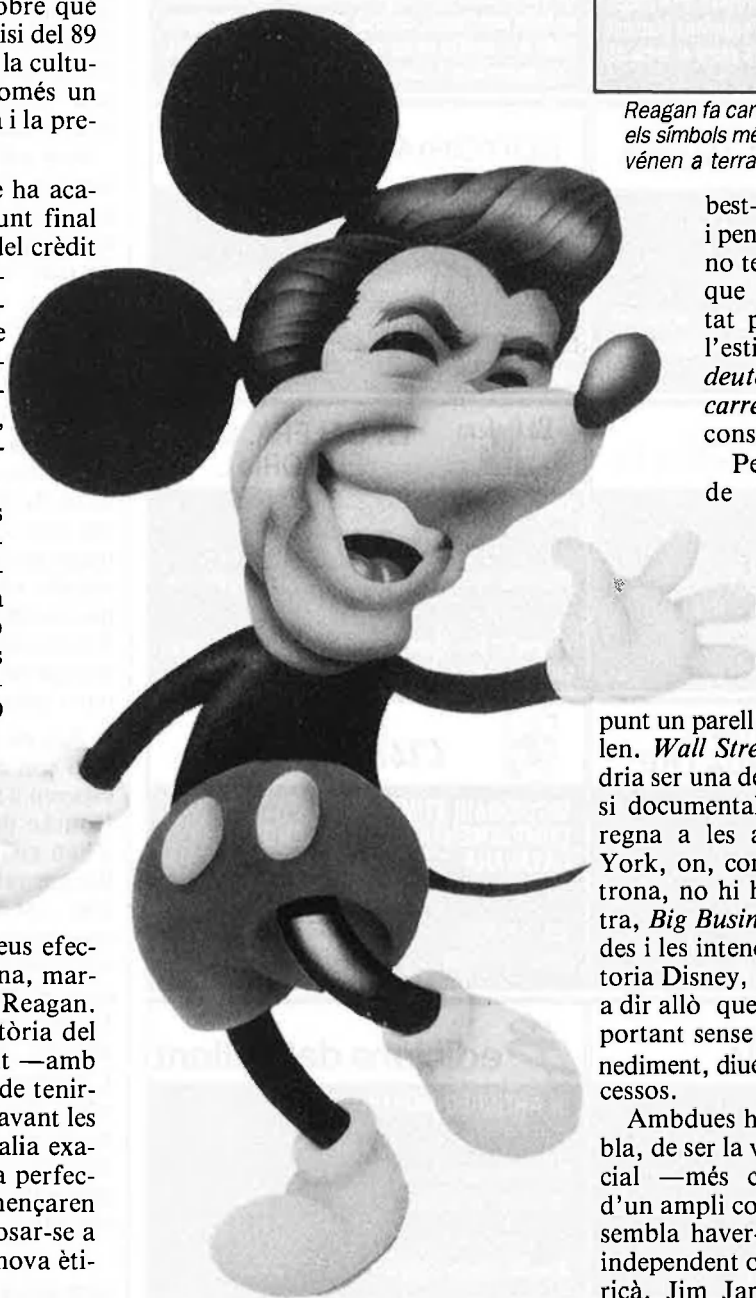 obre què
isi del 89
la cultu-
omés un
i la pre-
e ha aca-
unt final
del crèdit
e
s
a
s
eus efec-
na, mar-
Reagan.
tòria del
t —amb
de tenir-
avant les
alia exa-
a perfec-
mençaren
osar-se a
nova èti-
Reagan fa car
els símbols mé
vénen a terra
best-
i pen
no te
que
tat p
l'esti
deute
carre
cons
Pe
de
punt un parell
len. Wall Stre
dria ser una de
si documental
regna a les a
York, on, con
trona, no hi h
tra, Big Busin
des i les intenc
toria Disney,
a dir allò que
portant sense
nediment, diue
cessos.
Ambdues h
bla, de ser la v
cial —més c
d'un ampli co
sembla haver-
independent c
ricà. Jim Jar